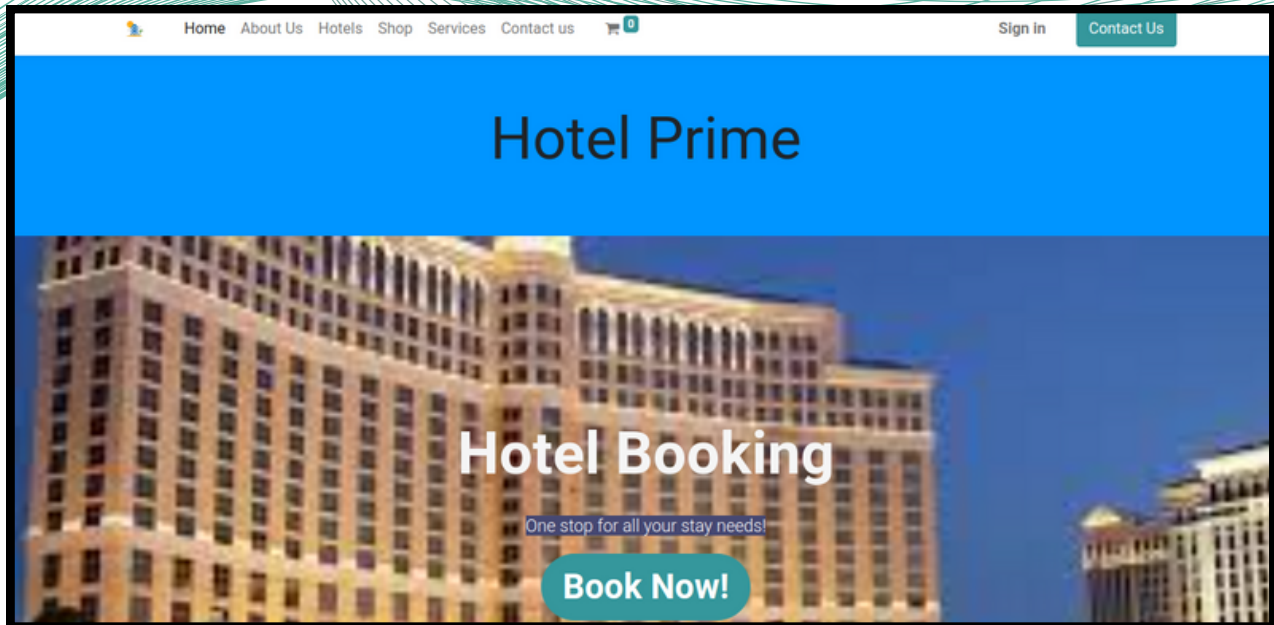 Home About Us Hotels Shop Services Contact us 0 Sign in Contact Us
Hotel Prime
Hotel Booking
One stop for all your stay needs!
Book Now!